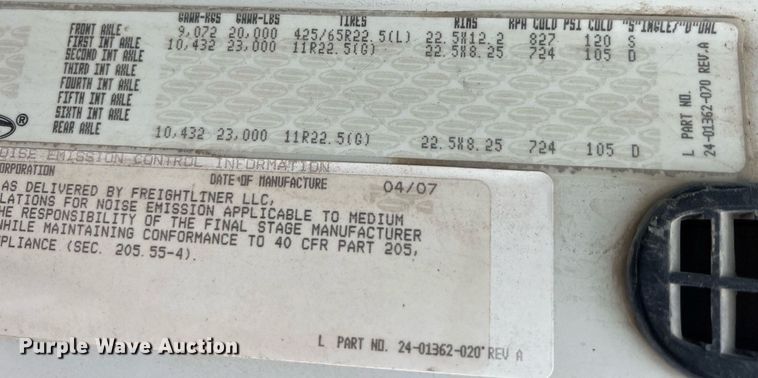 GAWR-KGS GAWR-LBS TIRES RIMS KPA COLD PSI COLD "S"INGLE/"D"UAL
FRONT AXLE 9,072 20,000 425/65R22.5(L) 22.5X12.2 827 120 S
FIRST INT AXLE 10,432 23,000 11R22.5(G) 22.5X8.25 724 105 D
SECOND INT AXLE
THIRD INT AXLE
FOURTH INT AXLE
FIFTH INT AXLE
SIXTH INT AXLE
REAR AXLE 10,432 23,000 11R22.5(G) 22.5X8.25 724 105 D
L PART NO.
24-01362-070 REV.A
®
OISE EMISSION CONTROL INFORMATION
CORPORATION DATE OF MANUFACTURE 04/07
AS DELIVERED BY FREIGHTLINER LLC,
LATIONS FOR NOISE EMISSION APPLICABLE TO MEDIUM
HE RESPONSIBILITY OF THE FINAL STAGE MANUFACTURER
WHILE MAINTAINING CONFORMANCE TO 40 CFR PART 205,
PLIANCE (SEC. 205.55-4).
L PART NO. 24-01362-020 REV A
Purple Wave Auction